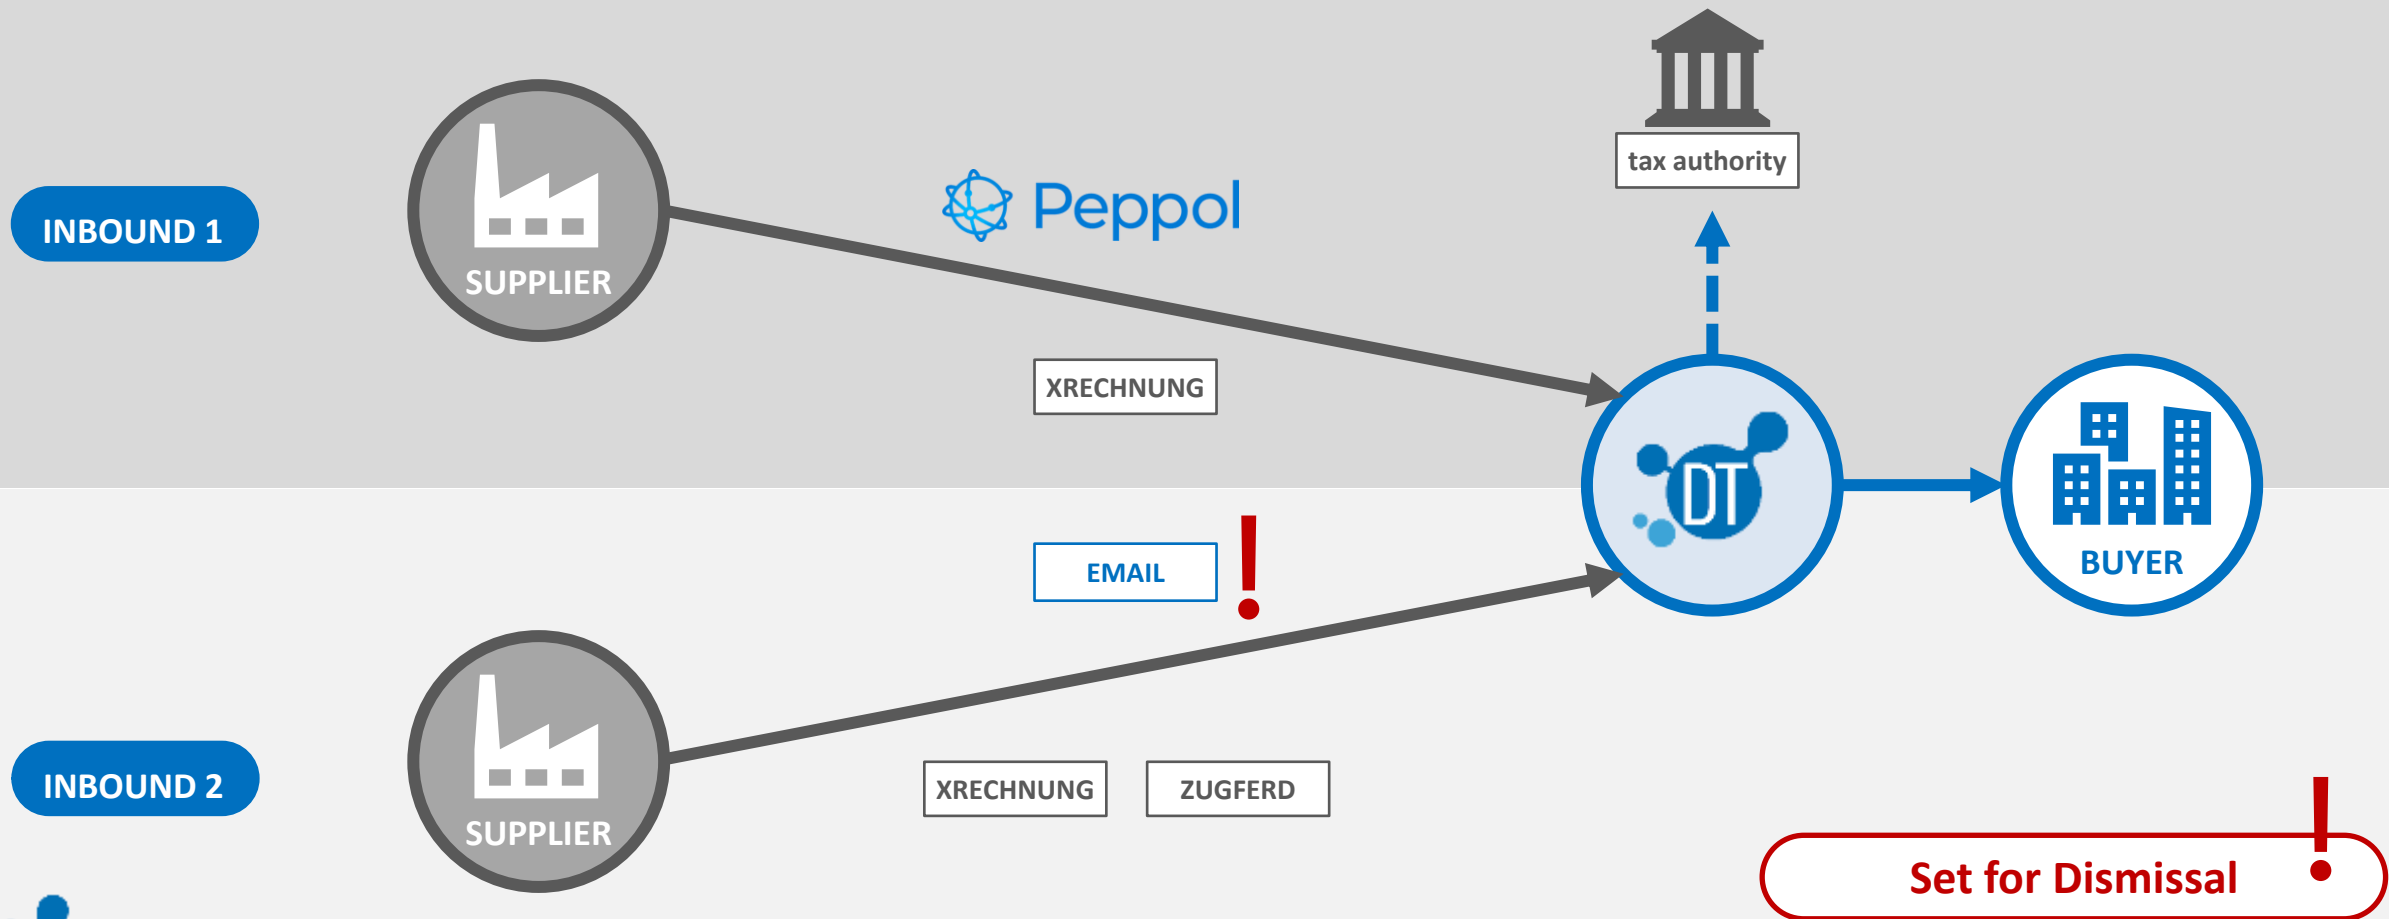 tax authority
Peppol
INBOUND 1
SUPPLIER
XRECHNUNG
DT
EMAIL !
BUYER
INBOUND 2
SUPPLIER
XRECHNUNG ZUGFERD
Set for Dismissal !